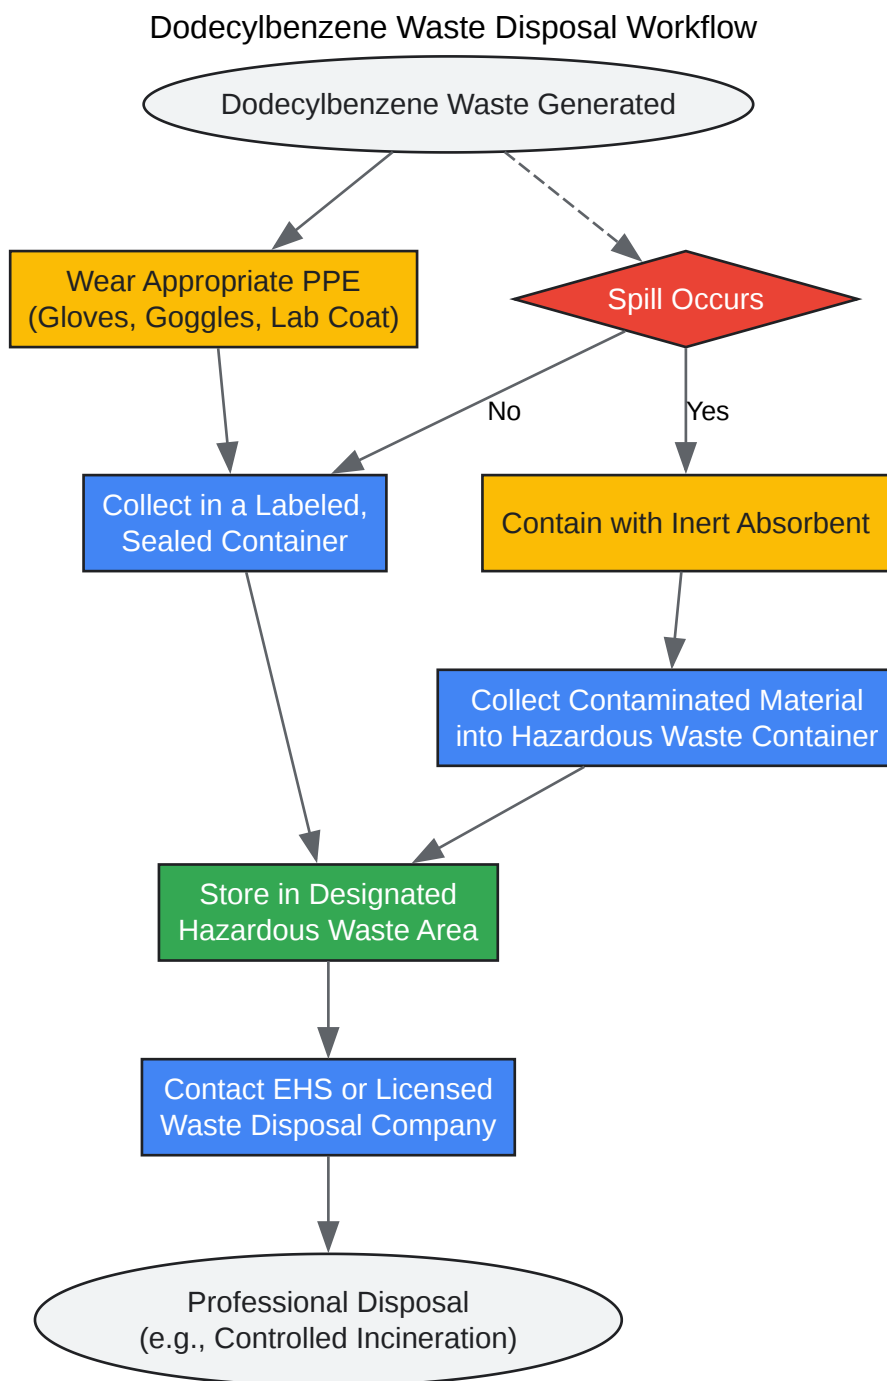 Dodecylbenzene Waste Disposal Workflow
Dodecylbenzene Waste Generated
Wear Appropriate PPE
(Gloves, Goggles, Lab Coat)
Spill Occurs
No
Yes
Collect in a Labeled,
Sealed Container
Contain with Inert Absorbent
Collect Contaminated Material
into Hazardous Waste Container
Store in Designated
Hazardous Waste Area
Contact EHS or Licensed
Waste Disposal Company
Professional Disposal
(e.g., Controlled Incineration)